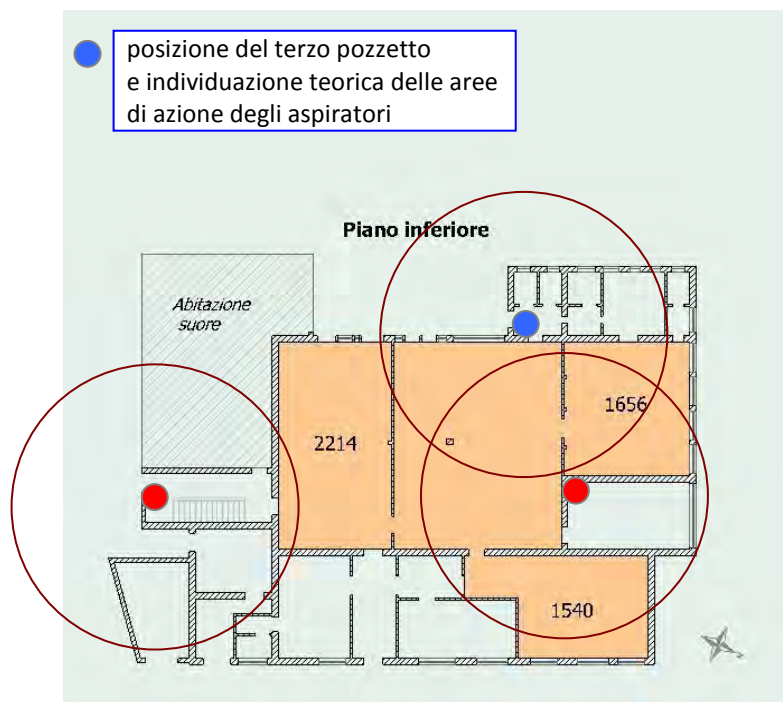 posizione del terzo pozzetto
e individuazione teorica delle aree
di azione degli aspiratori
Piano inferiore
Abitazione
suore
1656
2214
1540